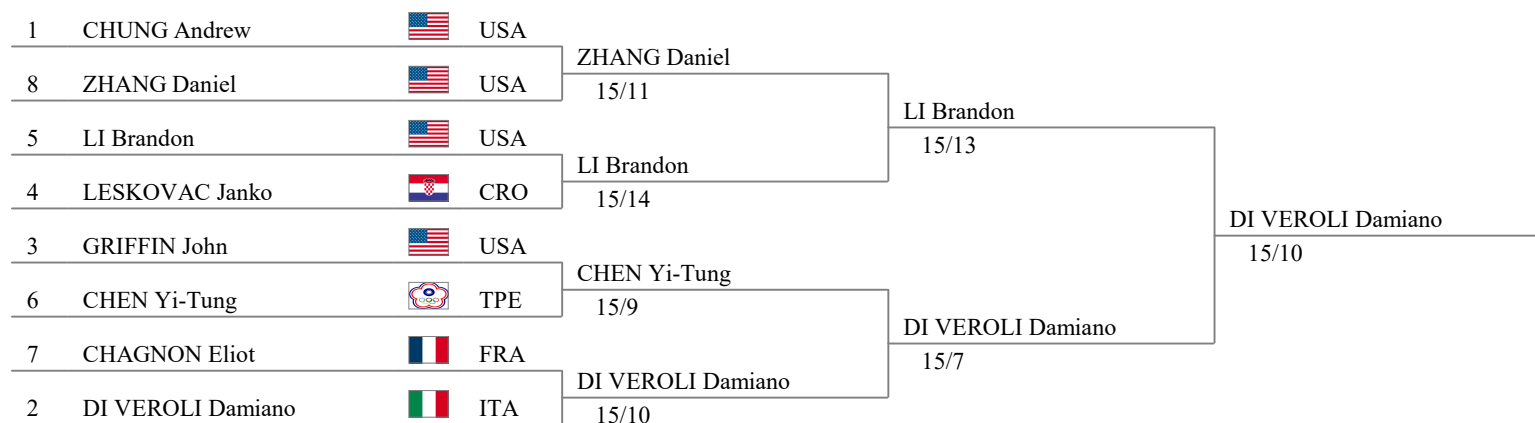 1 CHUNG Andrew USA
8 ZHANG Daniel USA
5 LI Brandon USA
4 LESKOVAC Janko CRO
3 GRIFFIN John USA
6 CHEN Yi-Tung TPE
7 CHAGNON Eliot FRA
2 DI VEROLI Damiano ITA
ZHANG Daniel
15/11
LI Brandon
15/14
CHEN Yi-Tung
15/9
DI VEROLI Damiano
15/10
LI Brandon
15/13
DI VEROLI Damiano
15/7
DI VEROLI Damiano
15/10